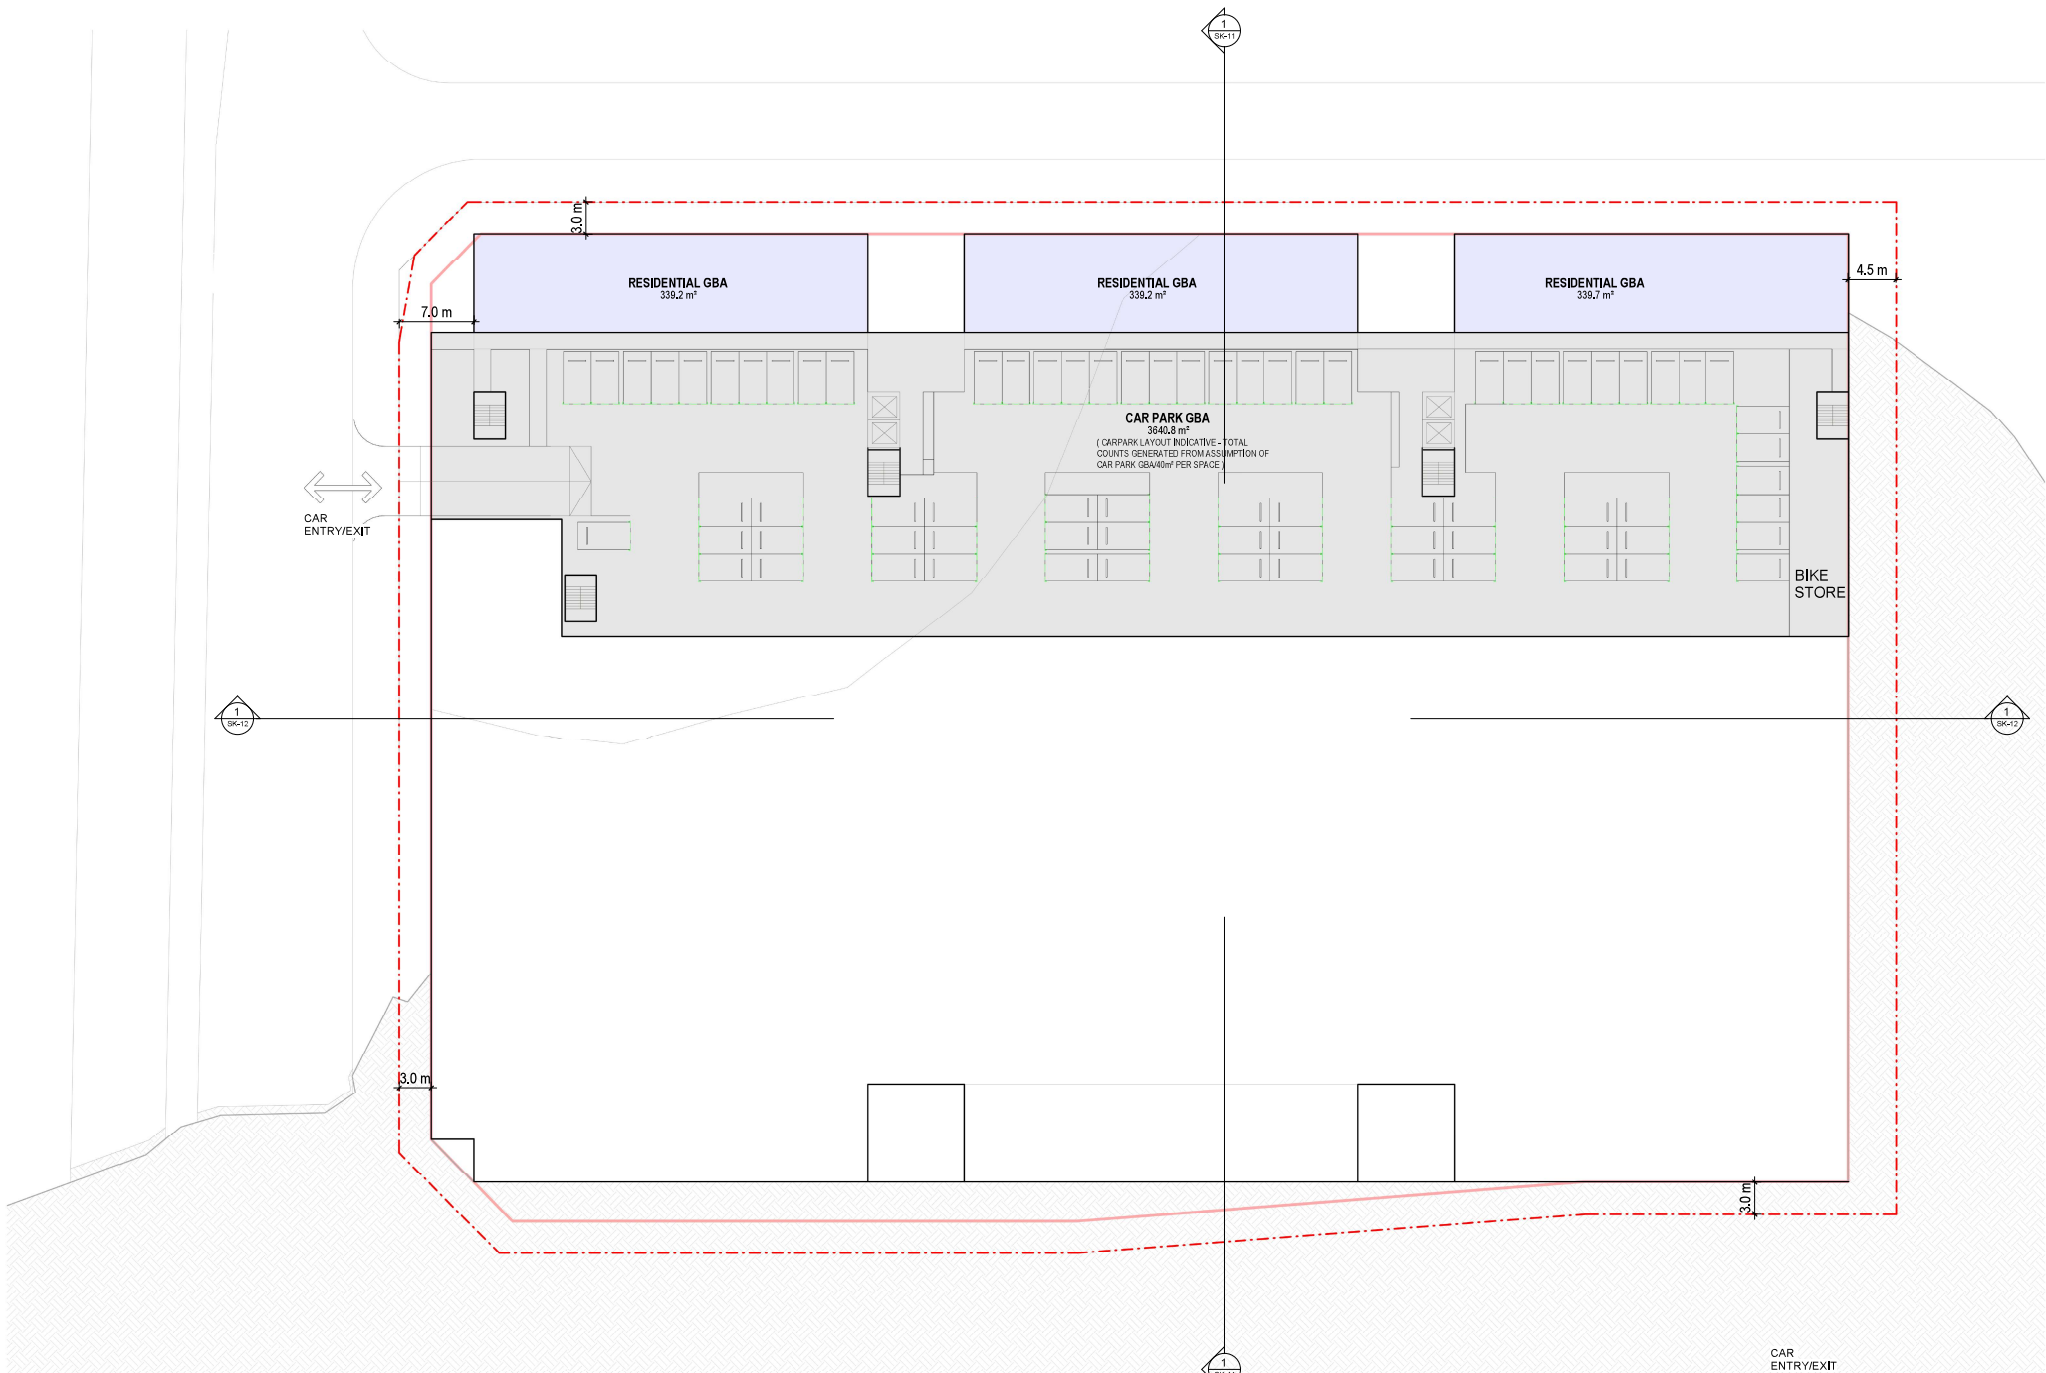 1
SK-11
3.0 m
RESIDENTIAL GBA
339.2 m²
RESIDENTIAL GBA
339.2 m²
RESIDENTIAL GBA
339.7 m²
4.5 m
7.0 m
CAR PARK GBA
3640.8 m²
( CARPARK LAYOUT INDICATIVE - TOTAL
COUNTS GENERATED FROM ASSUMPTION OF
CAR PARK GBA/40m² PER SPACE )
CAR
ENTRY/EXIT
BIKE
STORE
1
SK-12
1
SK-12
3.0 m
3.0 m
1
CAR
ENTRY/EXIT